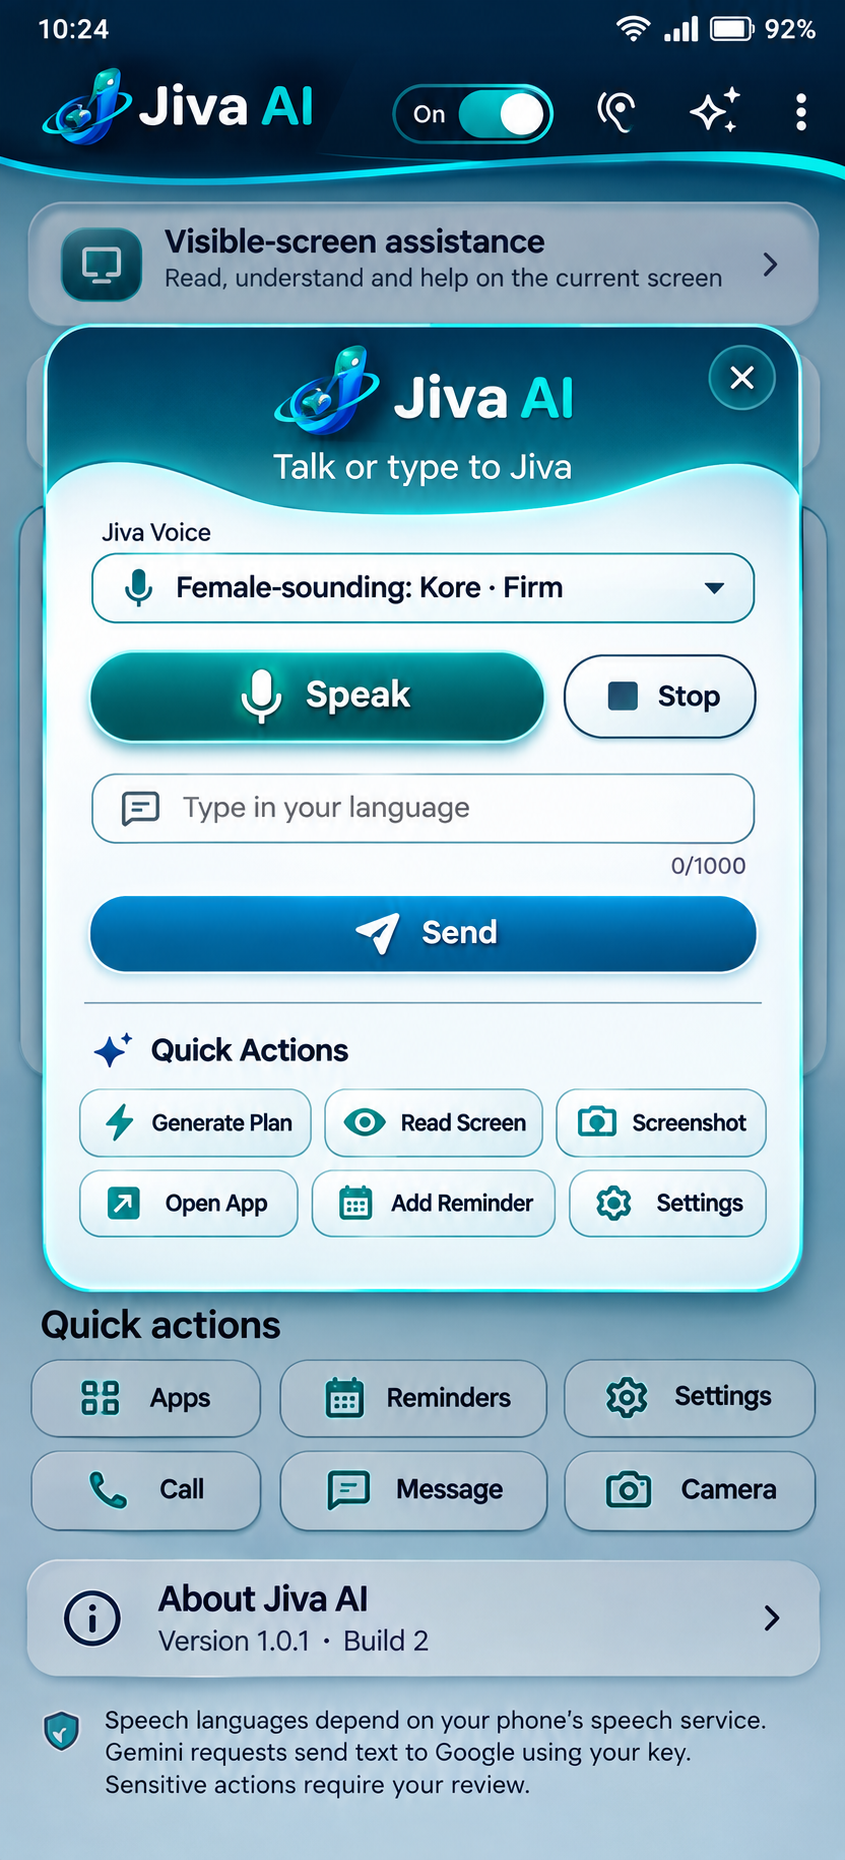 10:24
92%
Jiva AI
On
Visible-screen assistance
Read, understand and help on the current screen
Jiva AI
Talk or type to Jiva
Jiva Voice
Female-sounding: Kore · Firm
Speak
Stop
Type in your language
0/1000
Send
Quick Actions
Generate Plan
Read Screen
Screenshot
Open App
Add Reminder
Settings
Quick actions
Apps
Reminders
Settings
Call
Message
Camera
About Jiva AI
Version 1.0.1 · Build 2
Speech languages depend on your phone’s speech service.
Gemini requests send text to Google using your key.
Sensitive actions require your review.